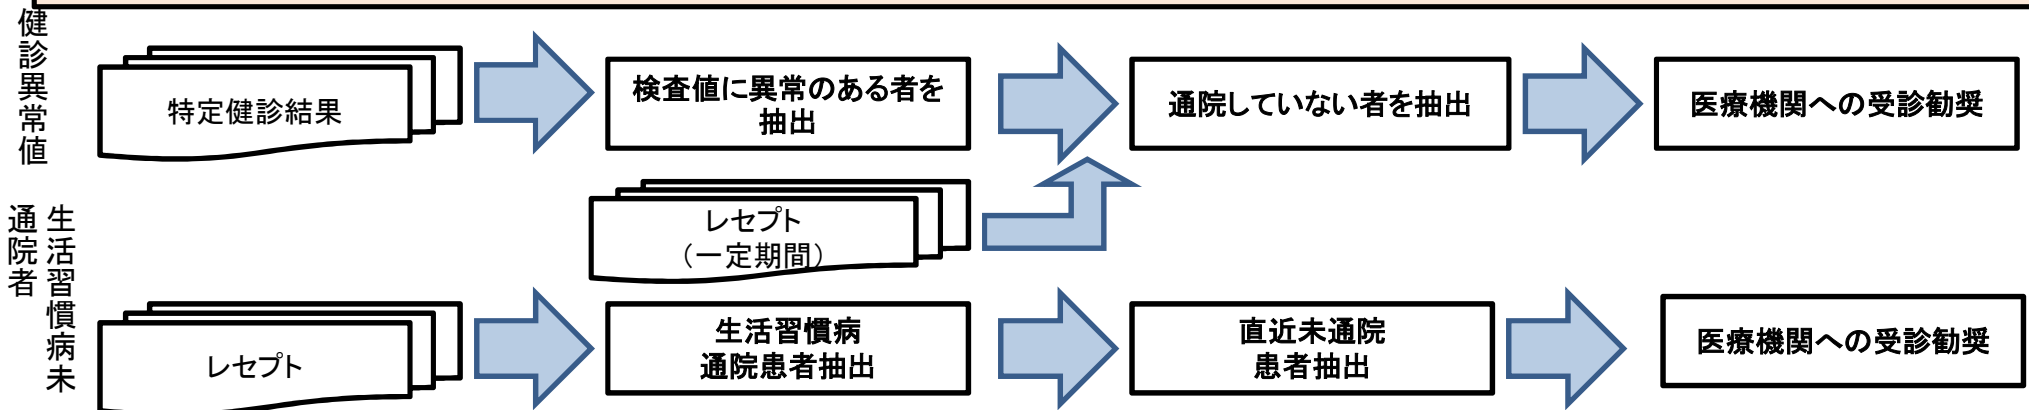 健診異常値
特定健診結果
検査値に異常のある者を
抽出
通院していない者を抽出
医療機関への受診勧奨
レセプト
（一定期間）
生活習慣病未
通院者
レセプト
生活習慣病
通院患者抽出
直近未通院
患者抽出
医療機関への受診勧奨